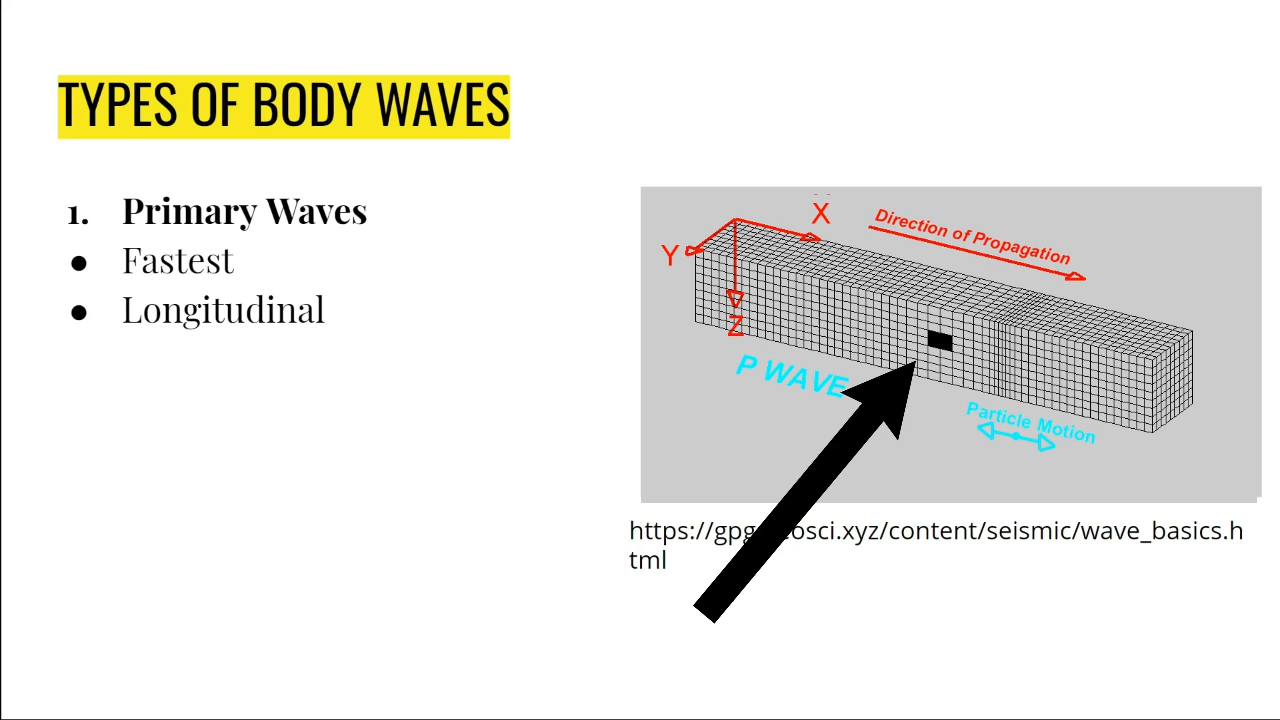 TYPES OF BODY WAVES
1. Primary Waves
● Fastest
● Longitudinal
X
Direction of Propagation
Y
Z
P WAVE
Particle Motion
https://gpg osci.xyz/content/seismic/wave_basics.h
tml